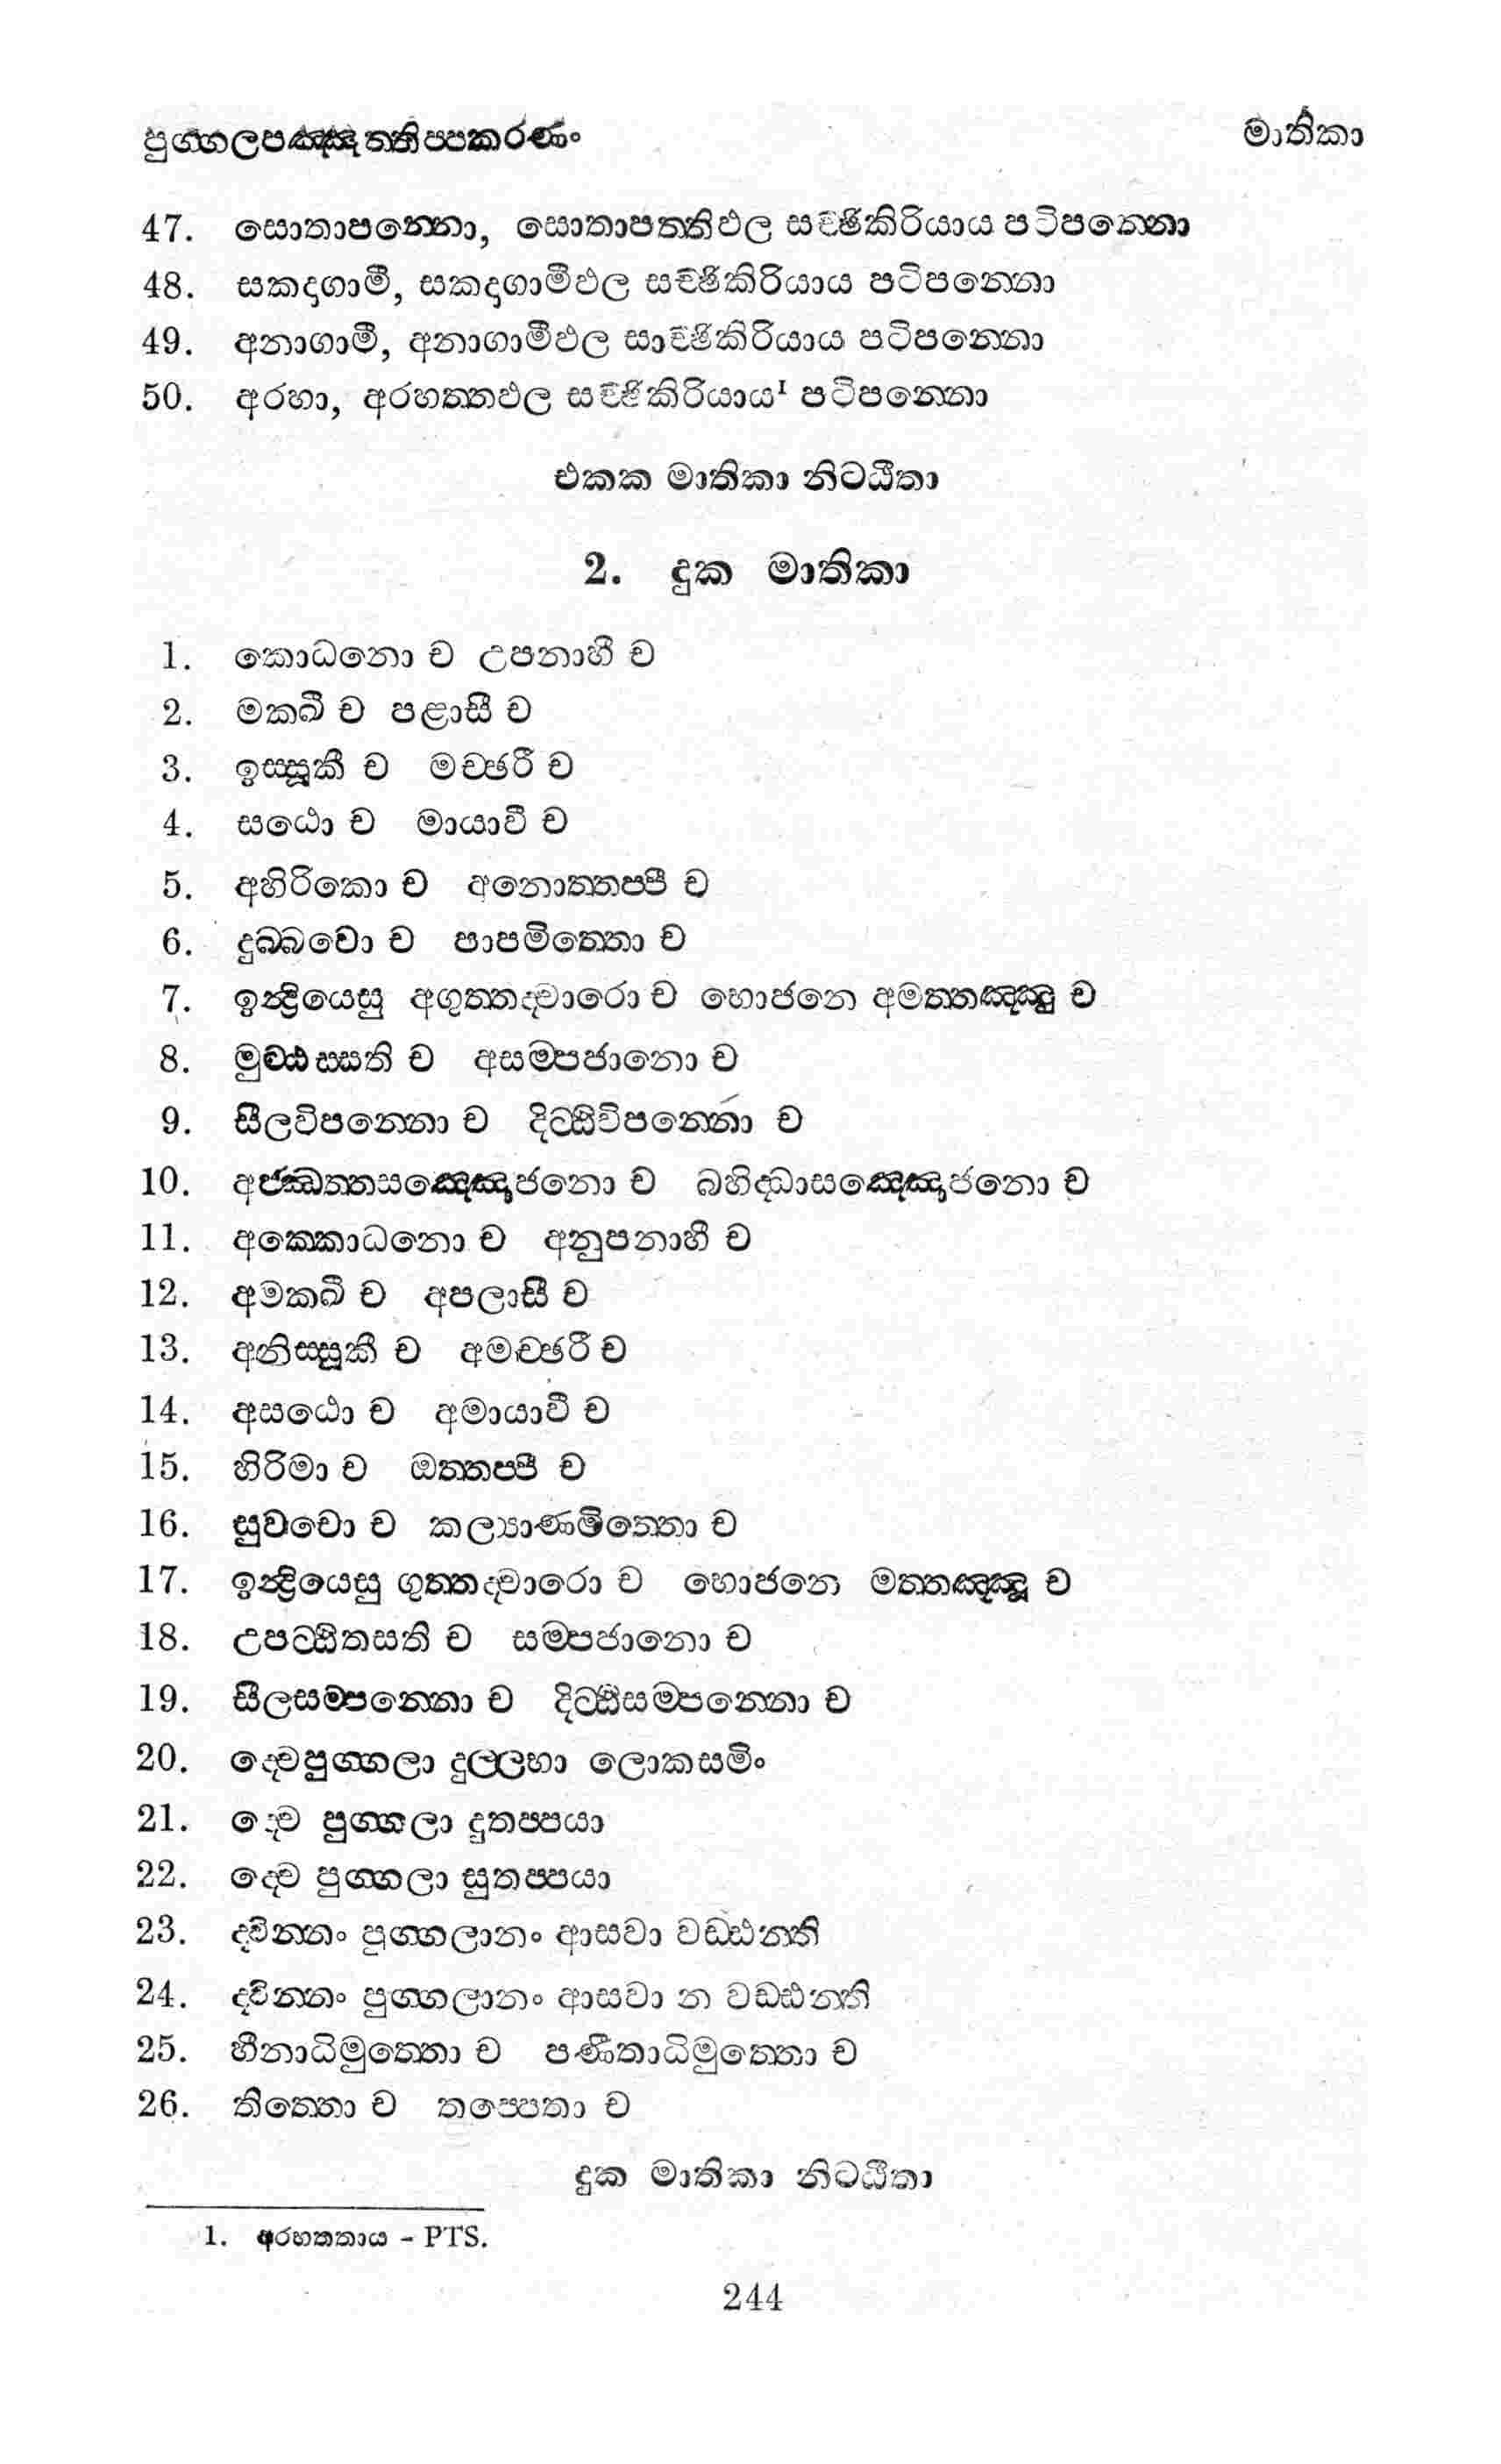 පුග්ගලපඤ්ඤත්තිප්පකරණං මාතිකා
47. සොතාපන්නො, සොතාපත්තිඵල සච්ඡිකිරියාය පටිපන්නො
48. සකදාගාමී, සකදාගාමීඵල සච්ඡිකිරියාය පටිපන්නො
49. අනාගාමී, අනාගාමීඵල සාච්ඡිකිරියාය පටිපන්නො
50. අරහා, අරහත්තඵල සච්ඡිකිරියාය¹ පටිපන්නො
එකක මාතිකා නිට්ඨීතා
2. දුක මාතිකා
1. කොධනො ච උපනාහී ච
2. මක්ඛී ච පළාසී ච
3. ඉස්සූකී ච මච්ඡරී ච
4. සඨො ච මායාවී ච
5. අහිරිකො ච අනොත්තප්පී ච
6. දුබ්බචො ච පාපමිත්තො ච
7. ඉන්ද්‍රියෙසු අගුත්තද්වාරො ච භොජනෙ අමත්තඤ්ඤු ච
8. මුට්ඨස්සති ච අසම්පජානො ච
9. සීලවිපන්නො ච දිට්ඨිවිපන්නො ච
10. අජ්ඣත්තසඤ්ඤොජනො ච බහිද්ධාසඤ්ඤොජනො ච
11. අක්කොධනො ච අනුපනාහී ච
12. අමක්ඛී ච අපලාසී ච
13. අනිස්සූකී ච අමච්ඡරී ච
14. අසඨො ච අමායාවී ච
15. හිරිමා ච ඔත්තප්පී ච
16. සුවචො ච කල්‍යාණමිත්තො ච
17. ඉන්ද්‍රියෙසු ගුත්තද්වාරො ච භොජනෙ මත්තඤ්ඤූ ච
18. උපට්ඨිතසති ච සම්පජානො ච
19. සීලසම්පන්නො ච දිට්ඨිසම්පන්නො ච
20. ද්වෙපුග්ගලා දුල්ලභා ලොකස්මිං
21. ද්වෙ පුග්ගලා දුතප්පයා
22. ද්වෙ පුග්ගලා සුතප්පයා
23. ද්වින්නං පුග්ගලානං ආසවා වඩ්ඪන්ති
24. ද්වින්නං පුග්ගලානං ආසවා න වඩ්ඪන්ති
25. හීනාධිමුත්තො ච පණීතාධිමුත්තො ච
26. තිත්තො ච තප්පෙතා ච
දුක මාතිකා නිට්ඨීතා
1. අරහත්තාය - PTS.
244